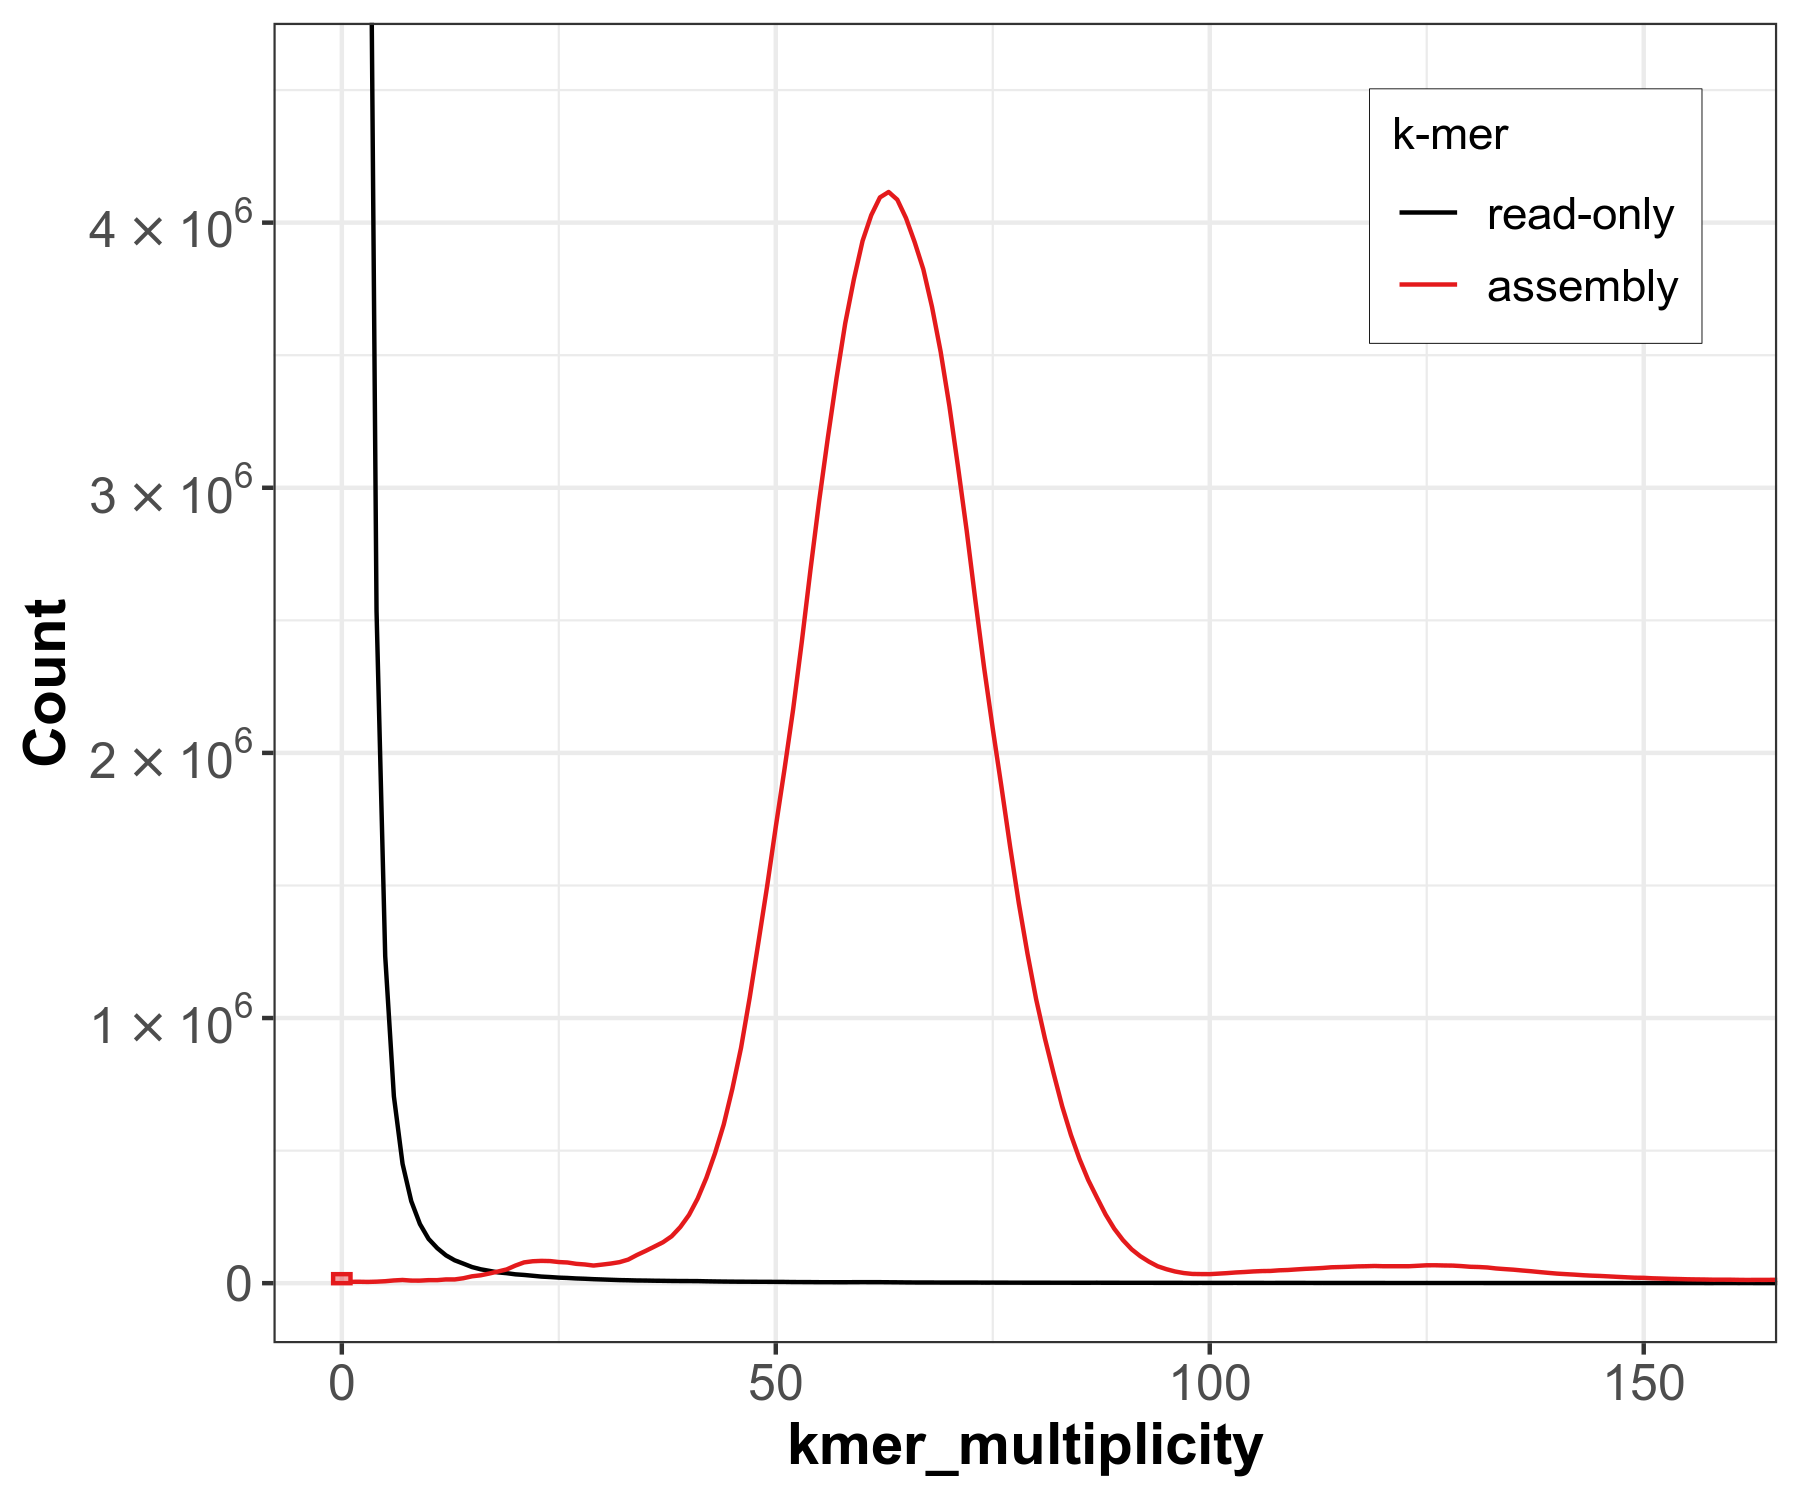 k-mer
read-only
assembly
4 × 10⁶
3 × 10⁶
2 × 10⁶
1 × 10⁶
0
Count
0 50 100 150
kmer_multiplicity